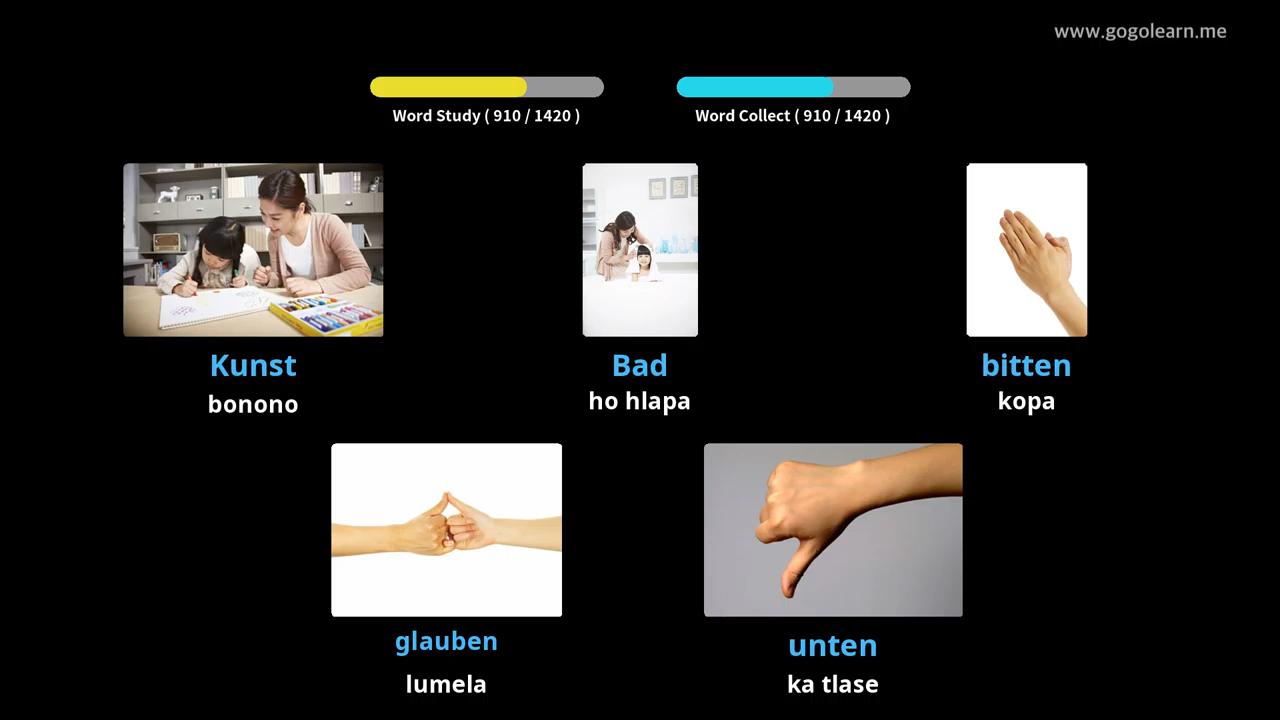 www.gogolearn.me
Word Study ( 910 / 1420 )
Word Collect ( 910 / 1420 )
Kunst
bonono
Bad
ho hlapa
bitten
kopa
glauben
lumela
unten
ka tlase